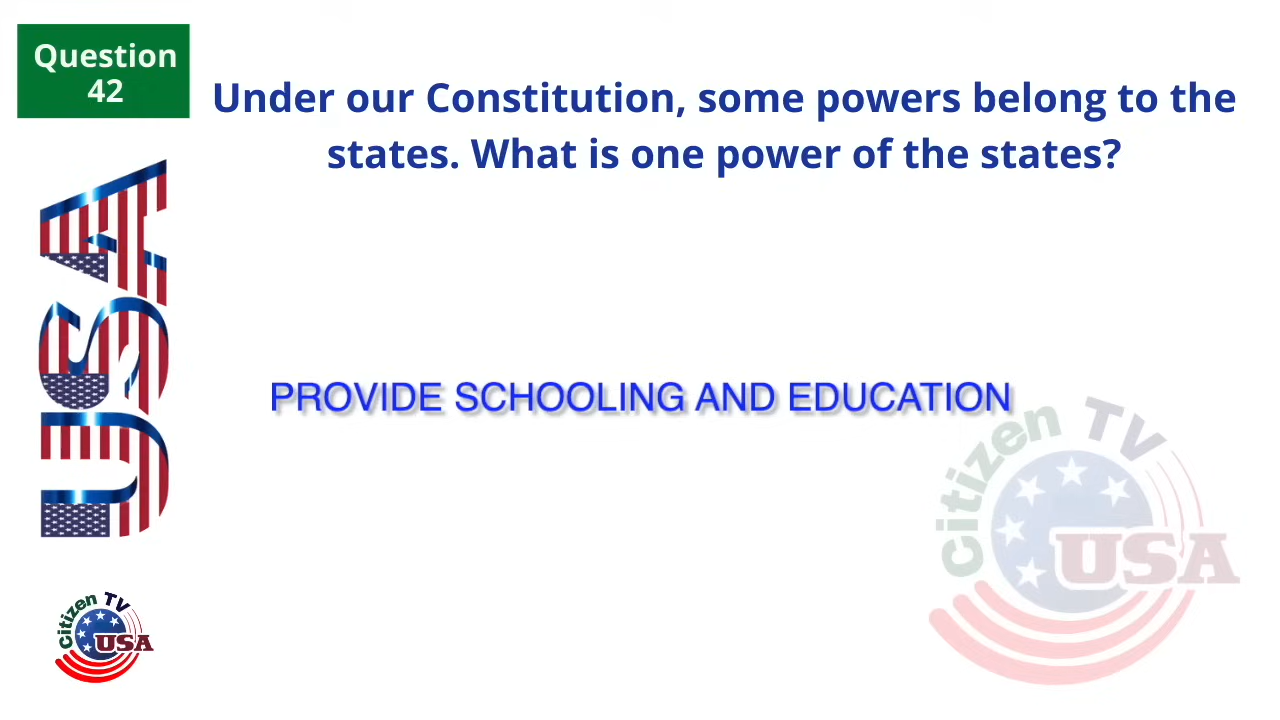 Question
42
Under our Constitution, some powers belong to the
states. What is one power of the states?
USA
PROVIDE SCHOOLING AND EDUCATION
Citizen TV
USA
Citizen TV
USA